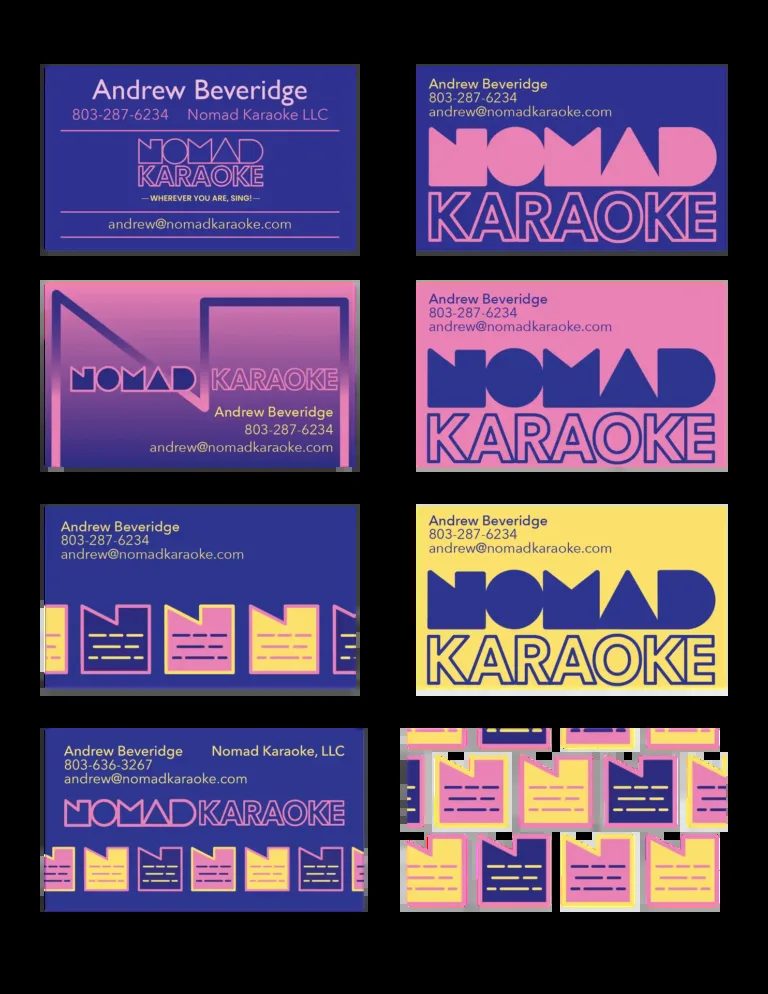 Andrew Beveridge
803-287-6234 Nomad Karaoke LLC
NOMAD
KARAOKE
— WHEREVER YOU ARE, SING! —
andrew@nomadkaraoke.com
Andrew Beveridge
803-287-6234
andrew@nomadkaraoke.com
NOMAD
KARAOKE
NOMAD KARAOKE
Andrew Beveridge
803-287-6234
andrew@nomadkaraoke.com
Andrew Beveridge
803-287-6234
andrew@nomadkaraoke.com
NOMAD
KARAOKE
Andrew Beveridge
803-287-6234
andrew@nomadkaraoke.com
Andrew Beveridge
803-287-6234
andrew@nomadkaraoke.com
NOMAD
KARAOKE
Andrew Beveridge Nomad Karaoke, LLC
803-636-3267
andrew@nomadkaraoke.com
NOMAD KARAOKE